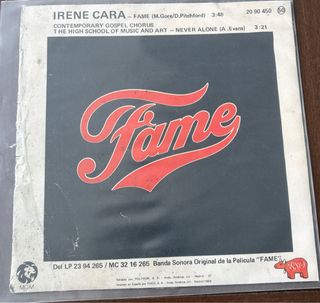 IRENE CARA – FAME (M.Gore/D.Pitchford) 3:48 20 90 450
CONTEMPORARY GOSPEL CHORUS
THE HIGH SCHOOL OF MUSIC AND ART – NEVER ALONE (A. Evans) 3:21
Fame
Del LP 23 94 265 / MC 32 16 265 Banda Sonora Original de la Película "FAME"
MGM
RSO